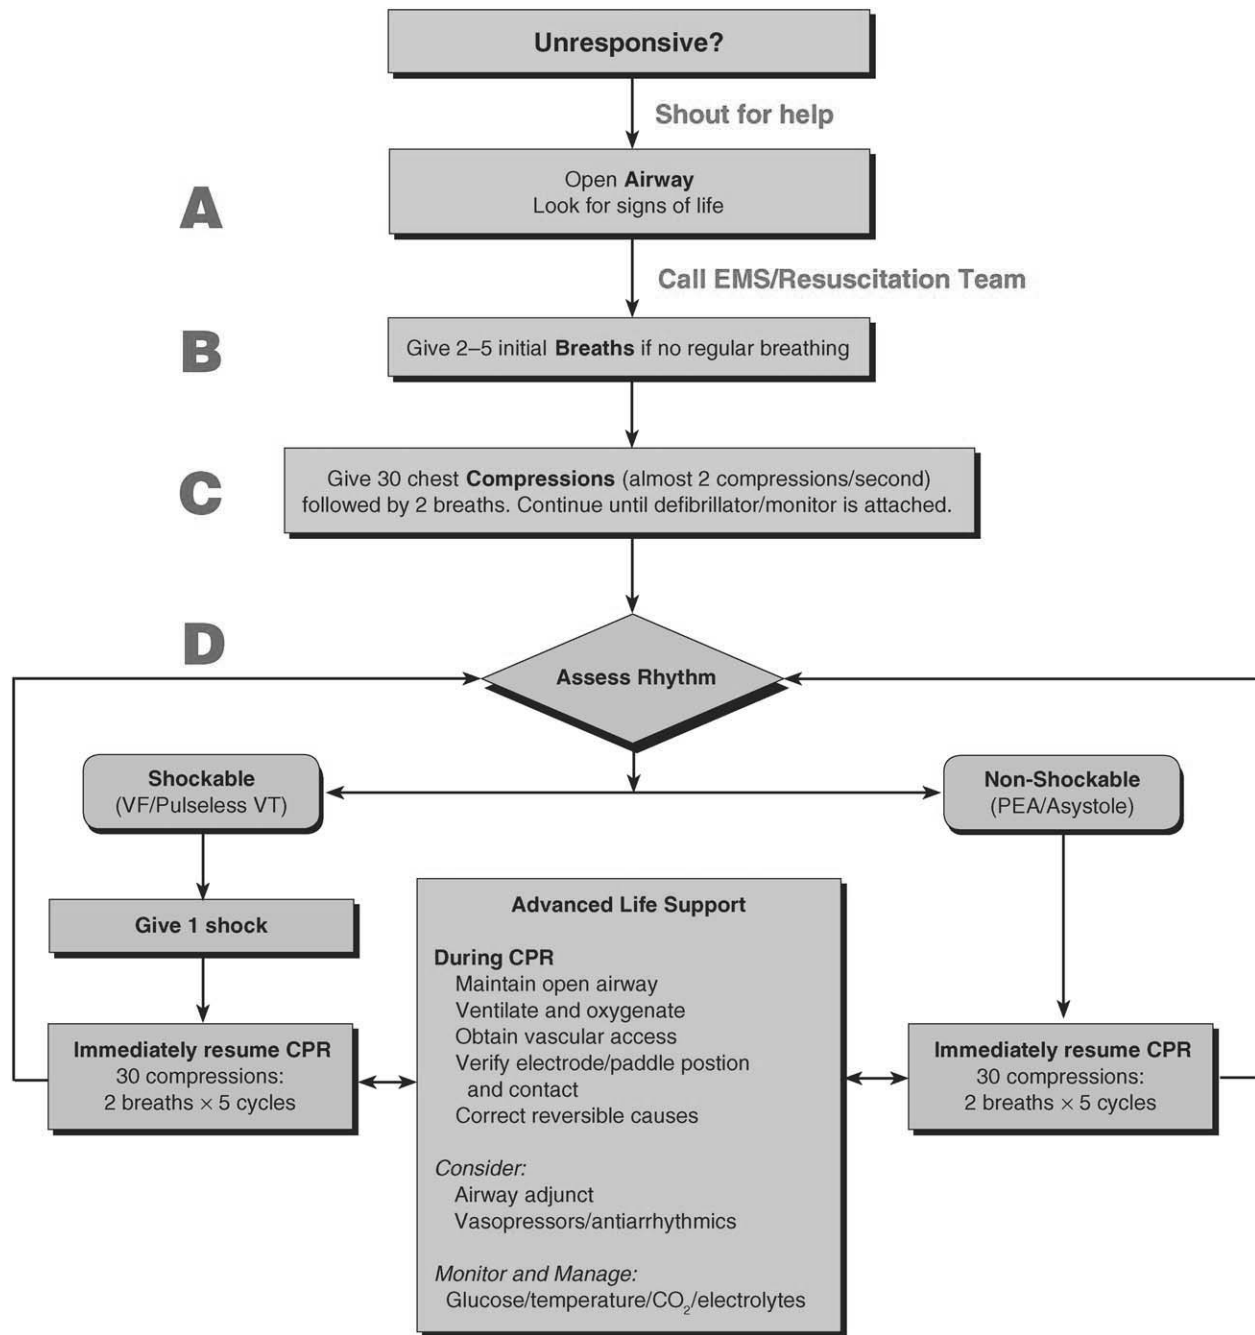 Unresponsive?
Shout for help
A
Open Airway
Look for signs of life
Call EMS/Resuscitation Team
B
Give 2–5 initial Breaths if no regular breathing
C
Give 30 chest Compressions (almost 2 compressions/second)
followed by 2 breaths. Continue until defibrillator/monitor is attached.
D
Assess Rhythm
Shockable
(VF/Pulseless VT)
Non-Shockable
(PEA/Asystole)
Give 1 shock
Immediately resume CPR
30 compressions:
2 breaths × 5 cycles
Advanced Life Support
During CPR
Maintain open airway
Ventilate and oxygenate
Obtain vascular access
Verify electrode/paddle postion
and contact
Correct reversible causes
Consider:
Airway adjunct
Vasopressors/antiarrhythmics
Monitor and Manage:
Glucose/temperature/CO₂/electrolytes
Immediately resume CPR
30 compressions:
2 breaths × 5 cycles